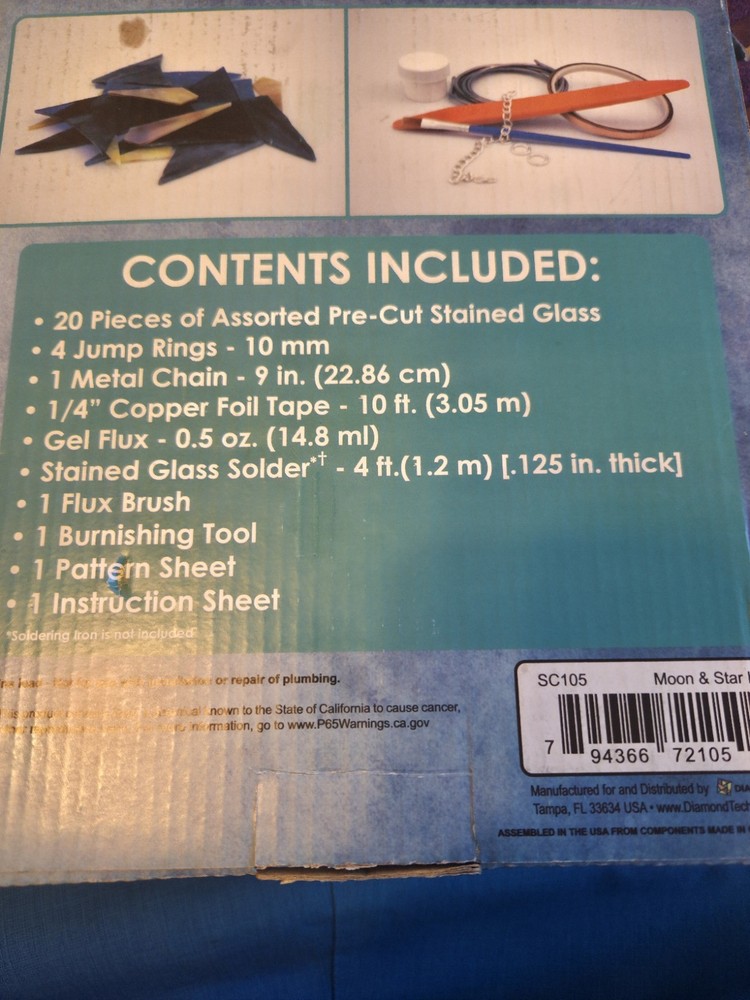 CONTENTS INCLUDED:
• 20 Pieces of Assorted Pre-Cut Stained Glass
• 4 Jump Rings - 10 mm
• 1 Metal Chain - 9 in. (22.86 cm)
• 1/4" Copper Foil Tape - 10 ft. (3.05 m)
• Gel Flux - 0.5 oz. (14.8 ml)
• Stained Glass Solder*† - 4 ft.(1.2 m) [.125 in. thick]
• 1 Flux Brush
• 1 Burnishing Tool
• 1 Pattern Sheet
• 1 Instruction Sheet
*Soldering Iron is not included
or repair of plumbing.
known to the State of California to cause cancer,
information, go to www.P65Warnings.ca.gov
SC105 Moon & Star
7 94366 72105
Manufactured for and Distributed by DIA
Tampa, FL 33634 USA • www.DiamondTec
ASSEMBLED IN THE USA FROM COMPONENTS MADE IN